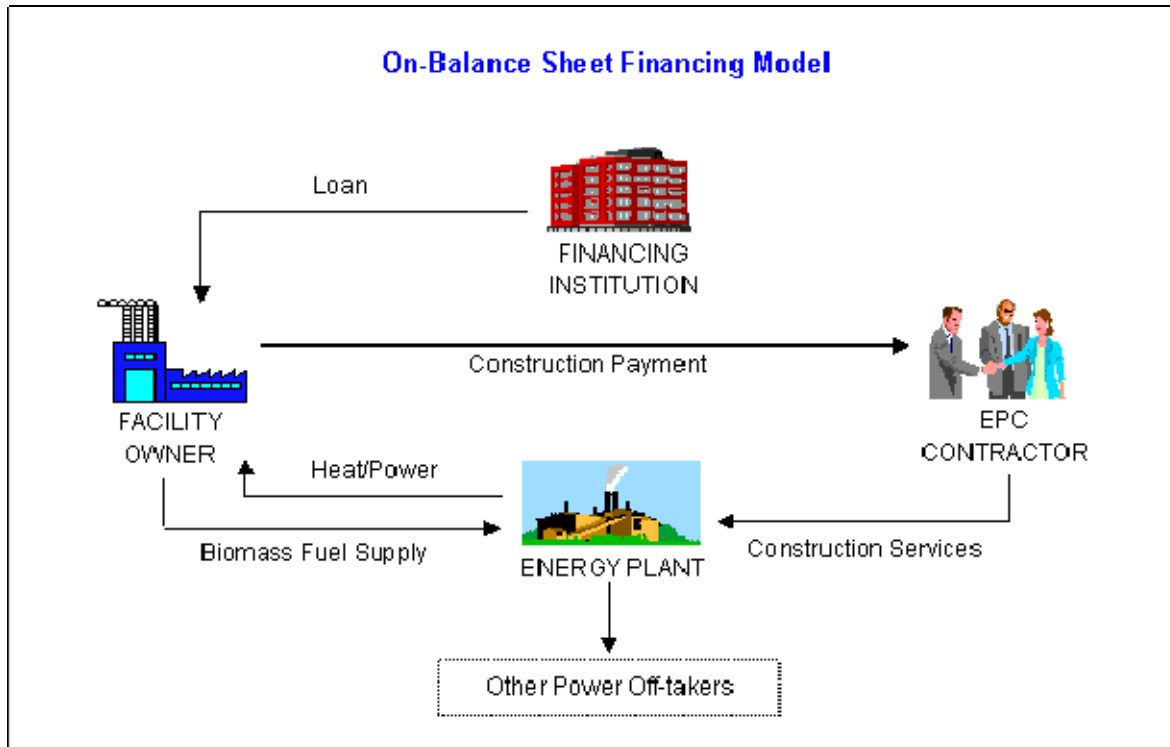 On-Balance Sheet Financing Model
Loan
FINANCING
INSTITUTION
Construction Payment
FACILITY
OWNER
EPC
CONTRACTOR
Heat/Power
Biomass Fuel Supply
ENERGY PLANT
Construction Services
Other Power Off-takers